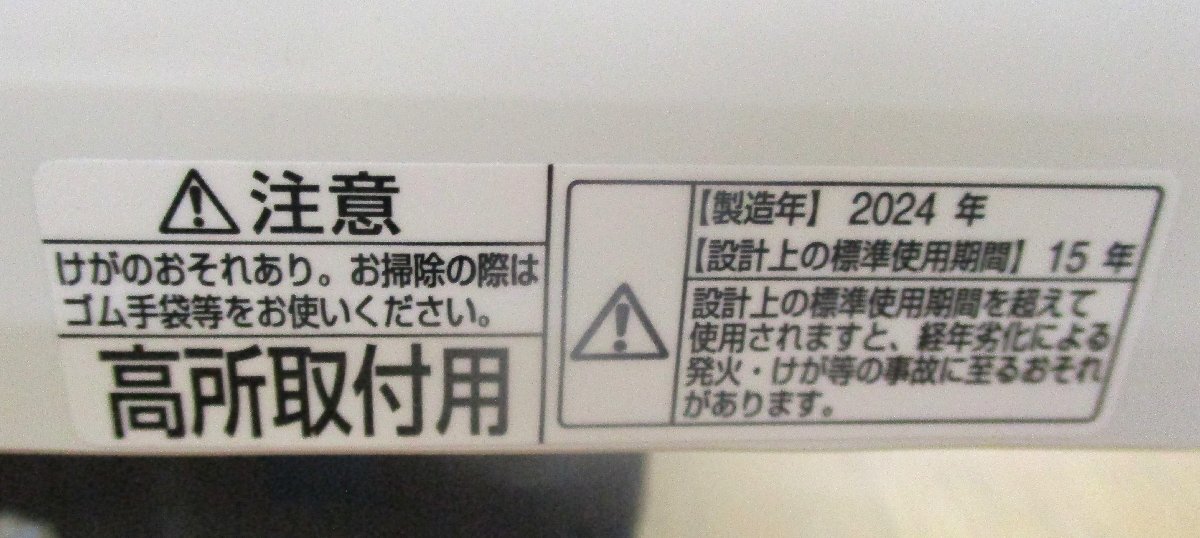 注意
けがのおそれあり。お掃除の際は
ゴム手袋等をお使いください。
高所取付用
【製造年】 2024 年
【設計上の標準使用期間】 15 年
設計上の標準使用期間を超えて
使用されますと、経年劣化による
発火・けが等の事故に至るおそれ
があります。